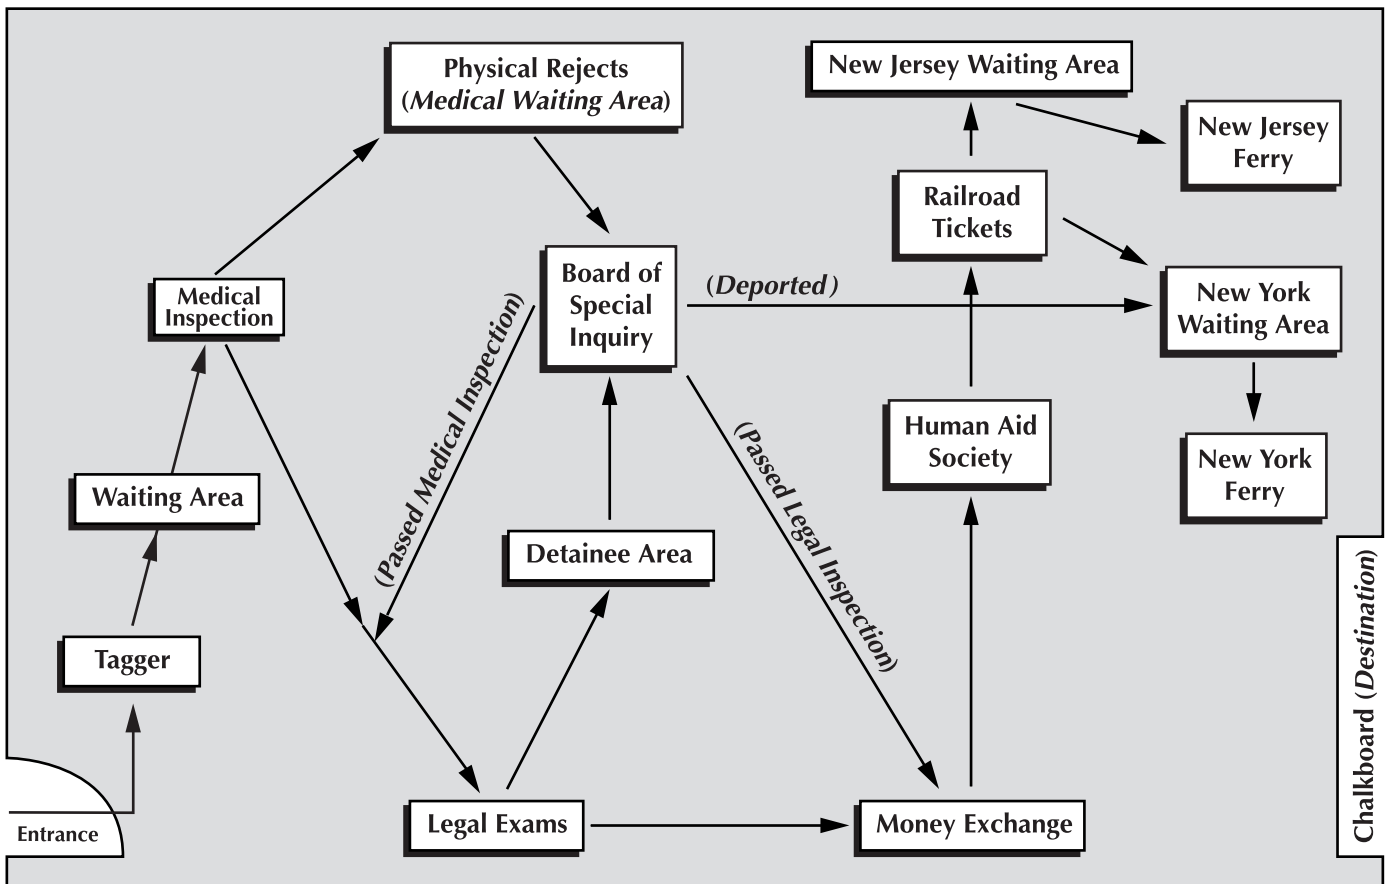 Physical Rejects
(Medical Waiting Area)
New Jersey Waiting Area
New Jersey
Ferry
Railroad
Tickets
Board of
Special
Inquiry
(Deported)
New York
Waiting Area
Medical
Inspection
(Passed Medical Inspection)
Human Aid
Society
(Passed Legal Inspection)
New York
Ferry
Waiting Area
Detainee Area
Tagger
Chalkboard (Destination)
Entrance
Legal Exams
Money Exchange